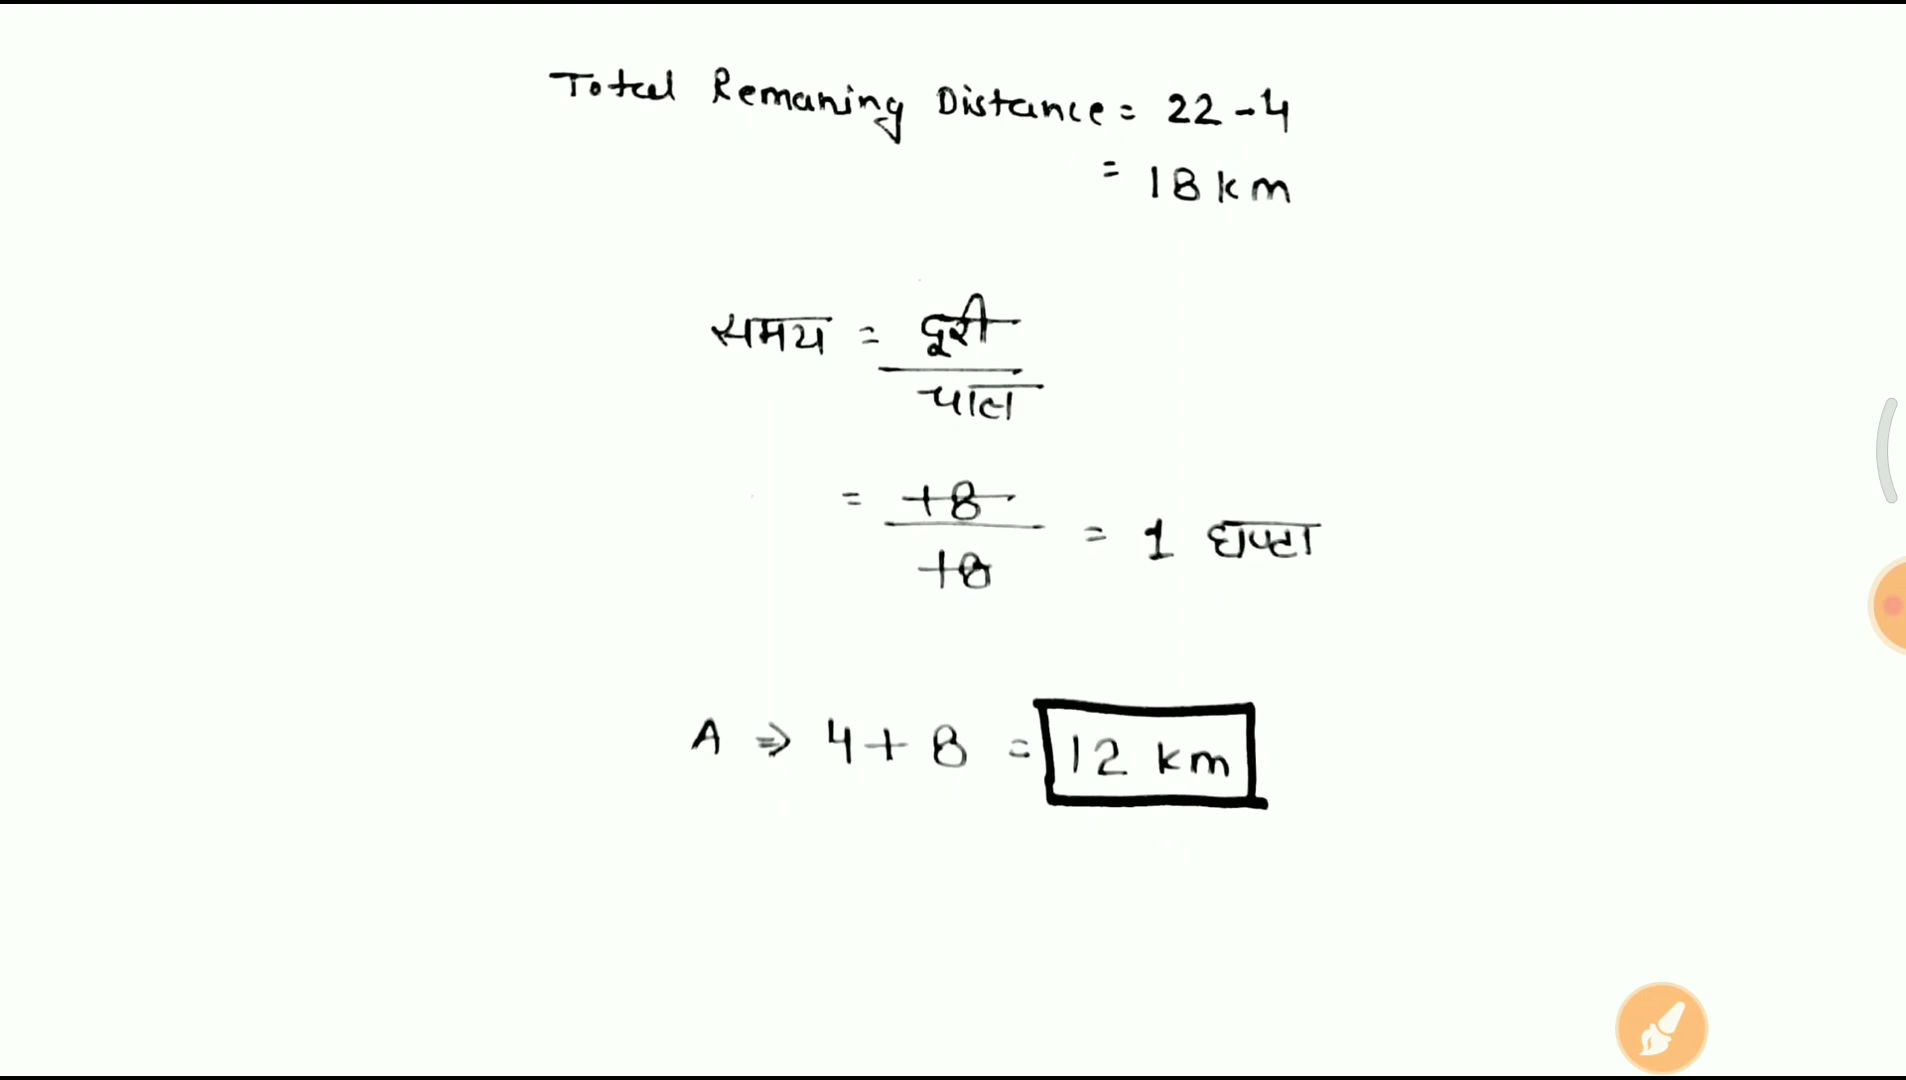 Total Remaning Distance = 22 - 4
= 18 km
समय = दूरी
चाल
= 18
18
= 1 घण्टा
A ⇒ 4 + 8 = 12 km